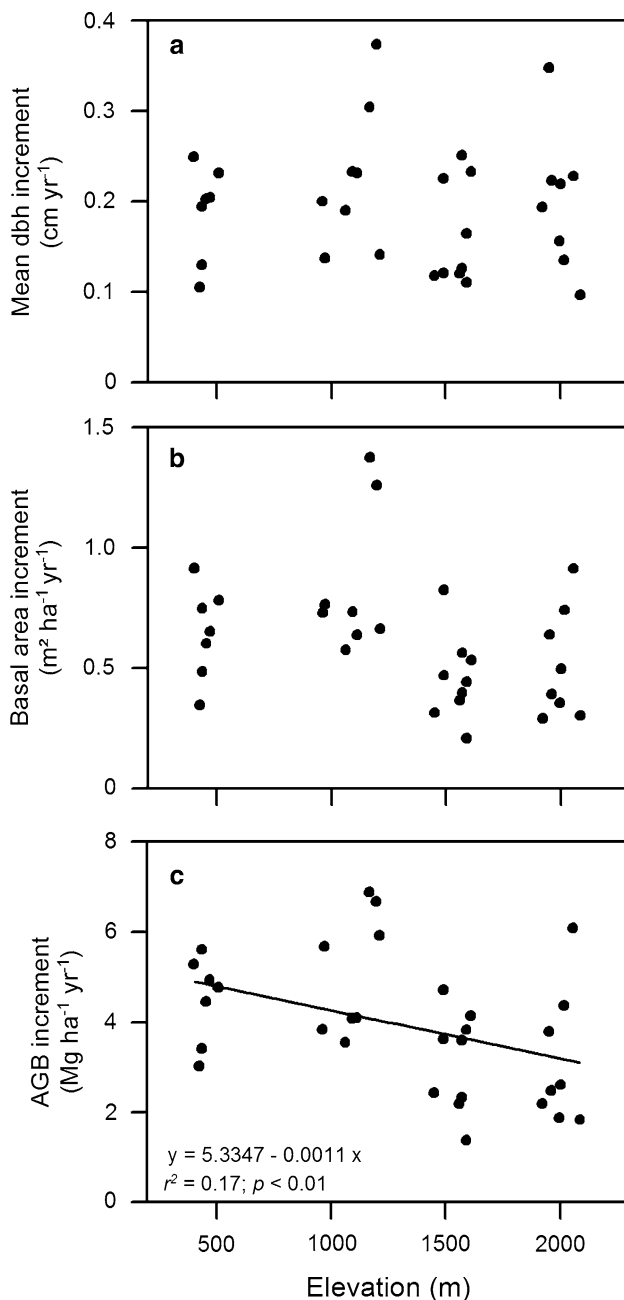 a
Mean dbh increment
(cm yr⁻¹)
0.4
0.3
0.2
0.1
0
b
Basal area increment
(m² ha⁻¹ yr⁻¹)
1.5
1.0
0.5
0
c
AGB increment
(Mg ha⁻¹ yr⁻¹)
8
6
4
2
0
y = 5.3347 - 0.0011 x
r² = 0.17; p < 0.01
500 1000 1500 2000
Elevation (m)